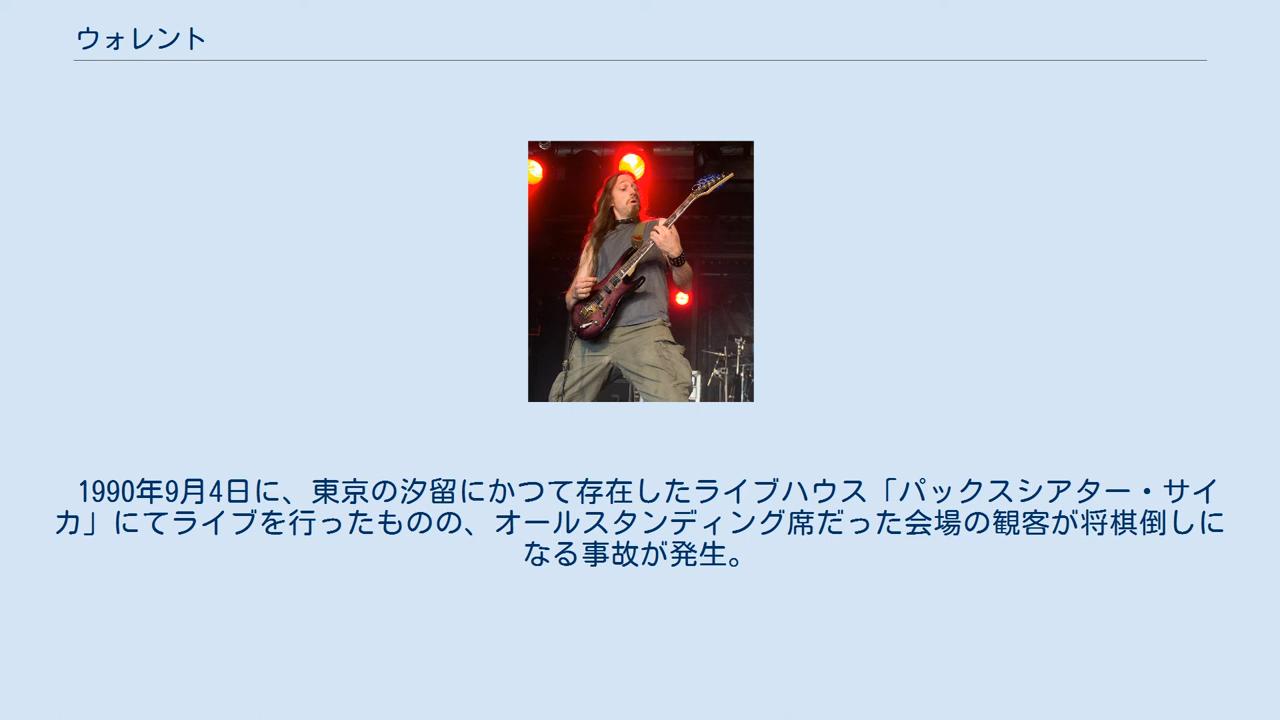 ウォレント
1990年9月4日に、東京の汐留にかつて存在したライブハウス「パックスシアター・サイ
カ」にてライブを行ったものの、オールスタンディング席だった会場の観客が将棋倒しに
なる事故が発生。